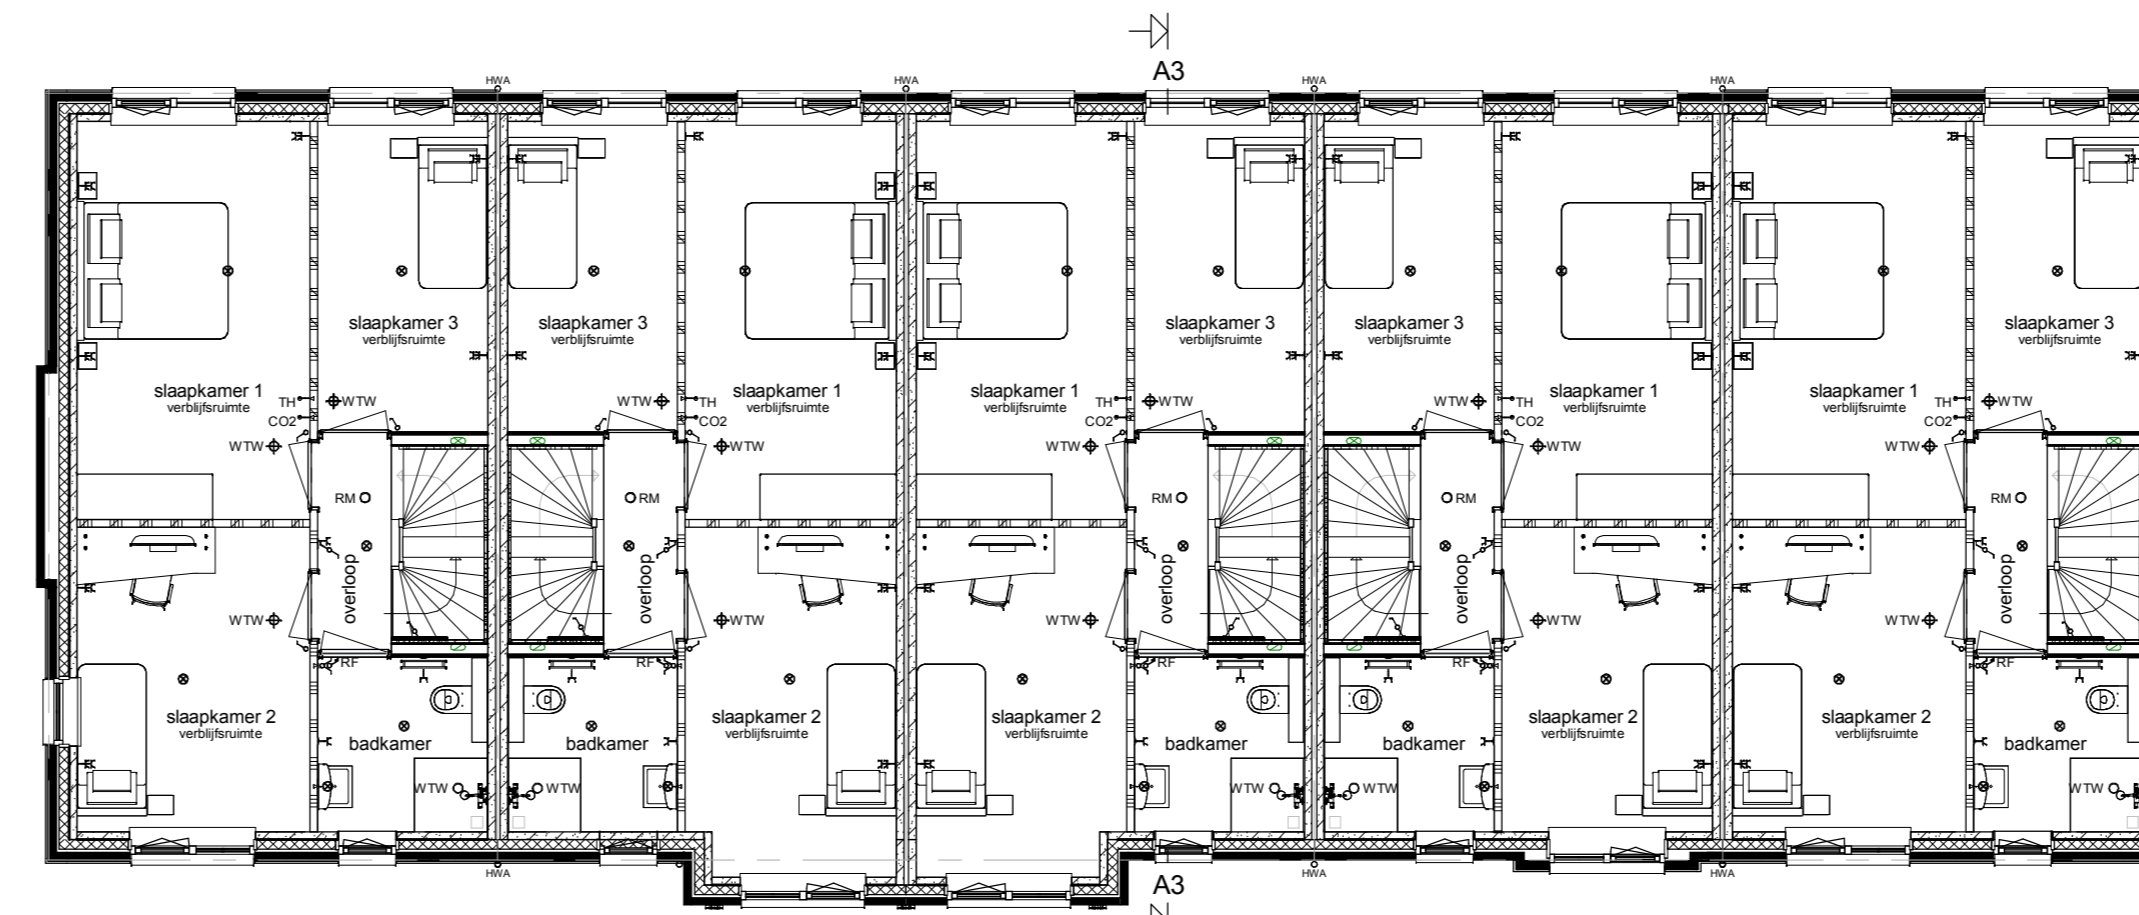 A3
HWA HWA HWA HWA
slaapkamer 3 slaapkamer 3 slaapkamer 3 slaapkamer 3 slaapkamer 3
verblijfsruimte verblijfsruimte verblijfsruimte verblijfsruimte verblijfsruimte
slaapkamer 1 slaapkamer 1 slaapkamer 1 slaapkamer 1 slaapkamer 1
verblijfsruimte verblijfsruimte verblijfsruimte verblijfsruimte verblijfsruimte
TH WTW WTW TH TH WTW WTW TH TH WTW
CO2 CO2 CO2 CO2 CO2
WTW WTW WTW WTW WTW
RM RM RM RM RM
overloop overloop overloop overloop overloop
WTW WTW WTW WTW WTW
RF RF RF RF RF
slaapkamer 2 slaapkamer 2 slaapkamer 2 slaapkamer 2 slaapkamer 2
verblijfsruimte verblijfsruimte verblijfsruimte verblijfsruimte verblijfsruimte
badkamer badkamer badkamer badkamer badkamer
WTW WTW WTW WTW WTW
HWA HWA HWA
A3